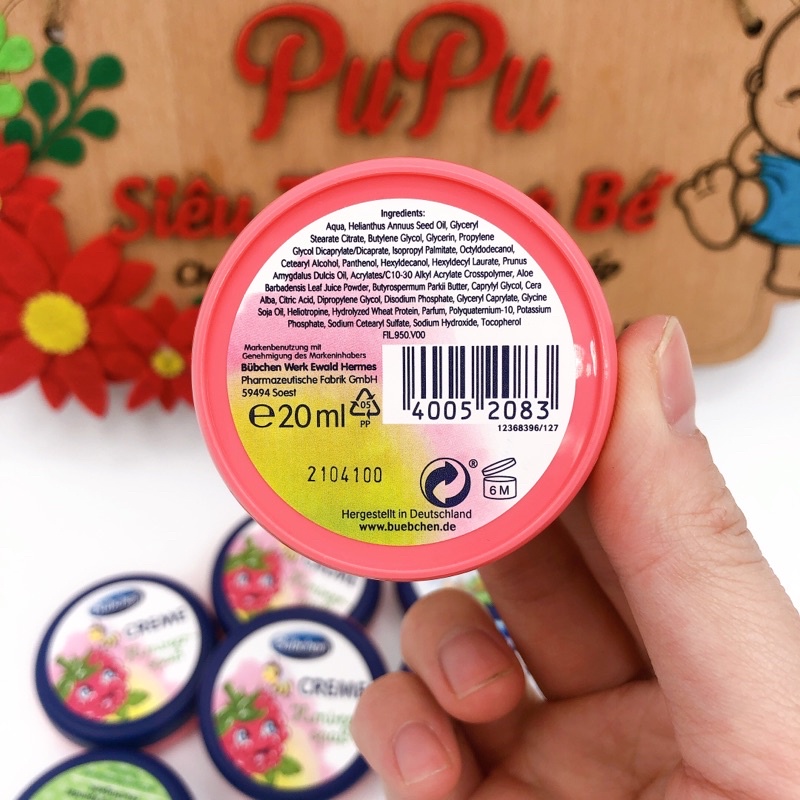 PuPu
Siêu
Bé
Ingredients:
Aqua, Helianthus Annuus Seed Oil, Glyceryl
Stearate Citrate, Butylene Glycol, Glycerin, Propylene
Glycol Dicaprylate/Dicaprate, Isopropyl Palmitate, Octyldodecanol,
Cetearyl Alcohol, Panthenol, Hexyldecanol, Hexyldecyl Laurate, Prunus
Amygdalus Dulcis Oil, Acrylates/C10-30 Alkyl Acrylate Crosspolymer, Aloe
Barbadensis Leaf Juice Powder, Butyrospermum Parkii Butter, Caprylyl Glycol, Cera
Alba, Citric Acid, Dipropylene Glycol, Disodium Phosphate, Glyceryl Caprylate, Glycine
Soja Oil, Heliotropine, Hydrolyzed Wheat Protein, Parfum, Polyquaternium-10, Potassium
Phosphate, Sodium Cetearyl Sulfate, Sodium Hydroxide, Tocopherol
FIL.950.V00
Markenbenutzung mit
Genehmigung des Markeninhabers
Bübchen Werk Ewald Hermes
Pharmazeutische Fabrik GmbH
59494 Soest
4005 2083
12368396/127
℮20ml
05
PP
2104100
®
6M
Hergestellt in Deutschland
www.buebchen.de
CREME
Bübchen
CREME
Bübchen
CREME